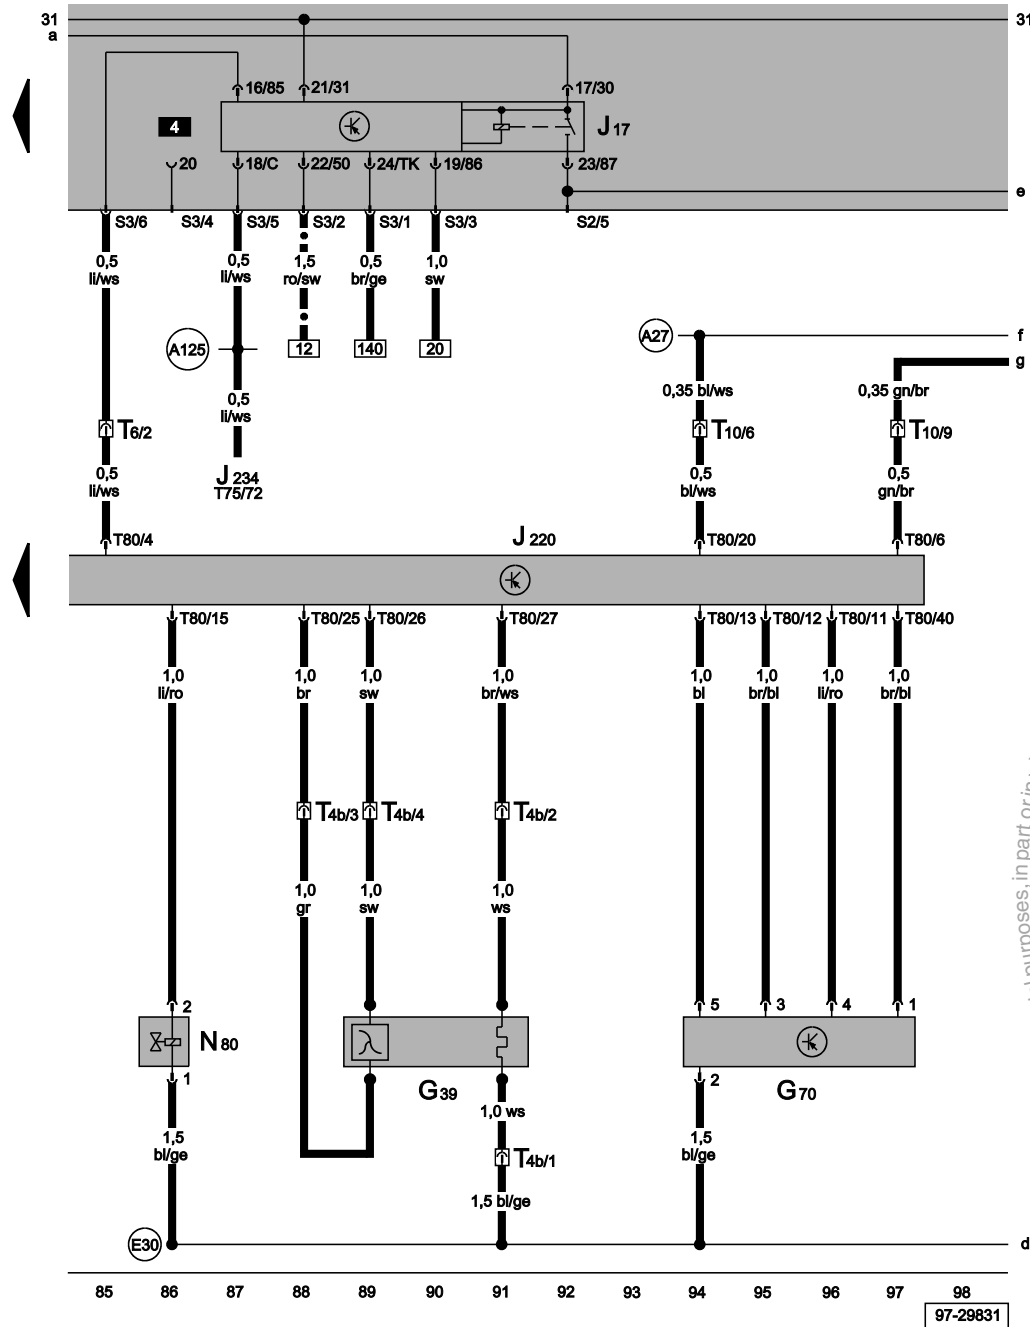 31 31
a
16/85 21/31 17/30
4 J 17
20 18/C 22/50 24/TK 19/86 23/87
e
S3/6 S3/4 S3/5 S3/2 S3/1 S3/3 S2/5
0,5 0,5 1,5 0,5 1,0
li/ws li/ws ro/sw br/ge sw
A125 12 140 20 A27 f
g
0,5 0,35 bl/ws 0,35 gn/br
li/ws
T6/2 T10/6 T10/9
0,5 J 234 0,5 0,5
li/ws T75/72 bl/ws gn/br
T80/4 J 220 T80/20 T80/6
T80/15 T80/25 T80/26 T80/27 T80/13 T80/12 T80/11 T80/40
1,0 1,0 1,0 1,0 1,0 1,0 1,0 1,0
li/ro br sw br/ws bl br/bl li/ro br/bl
purposes, in part or in
T4b/3 T4b/4 T4b/2
1,0 1,0 1,0
gr sw ws
2 5 3 4 1
N 80
1 G 39 2 G 70
1,0 ws
1,5 1,5
bl/ge T4b/1 bl/ge
1,5 bl/ge
E30 d
85 86 87 88 89 90 91 92 93 94 95 96 97 98
97-29831